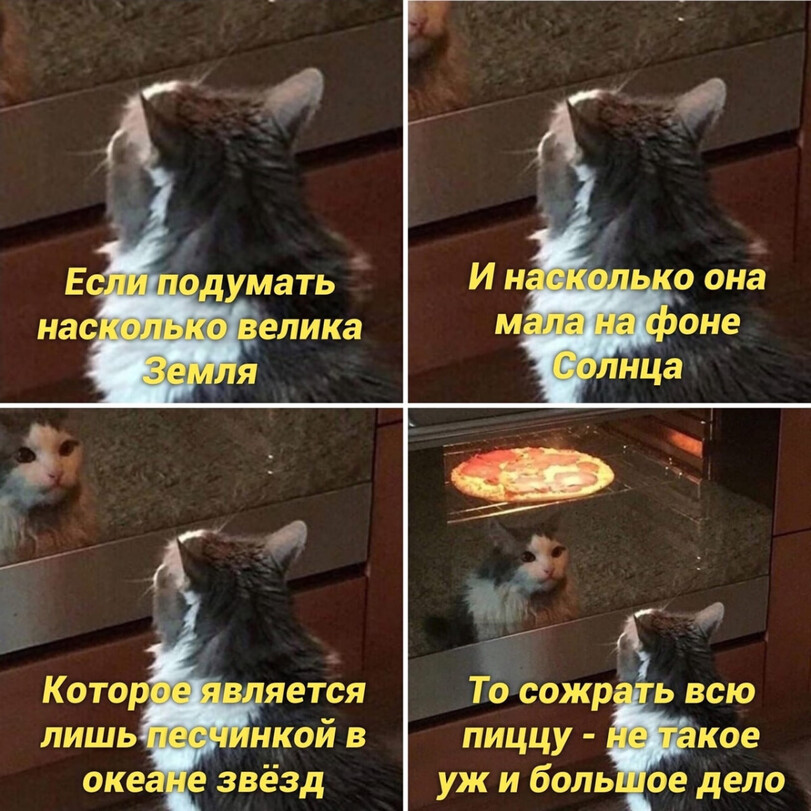 Если подумать
насколько велика
Земля
И насколько она
мала на фоне
Солнца
Которое является
лишь песчинкой в
океане звёзд
То сожрать всю
пиццу - не такое
уж и большое дело